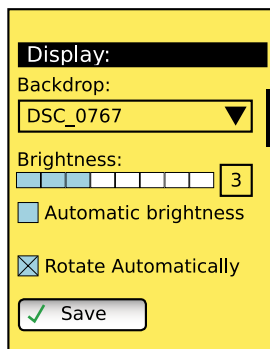 Display:
Backdrop:
DSC_0767
Brightness:
3
Automatic brightness
Rotate Automatically
Save